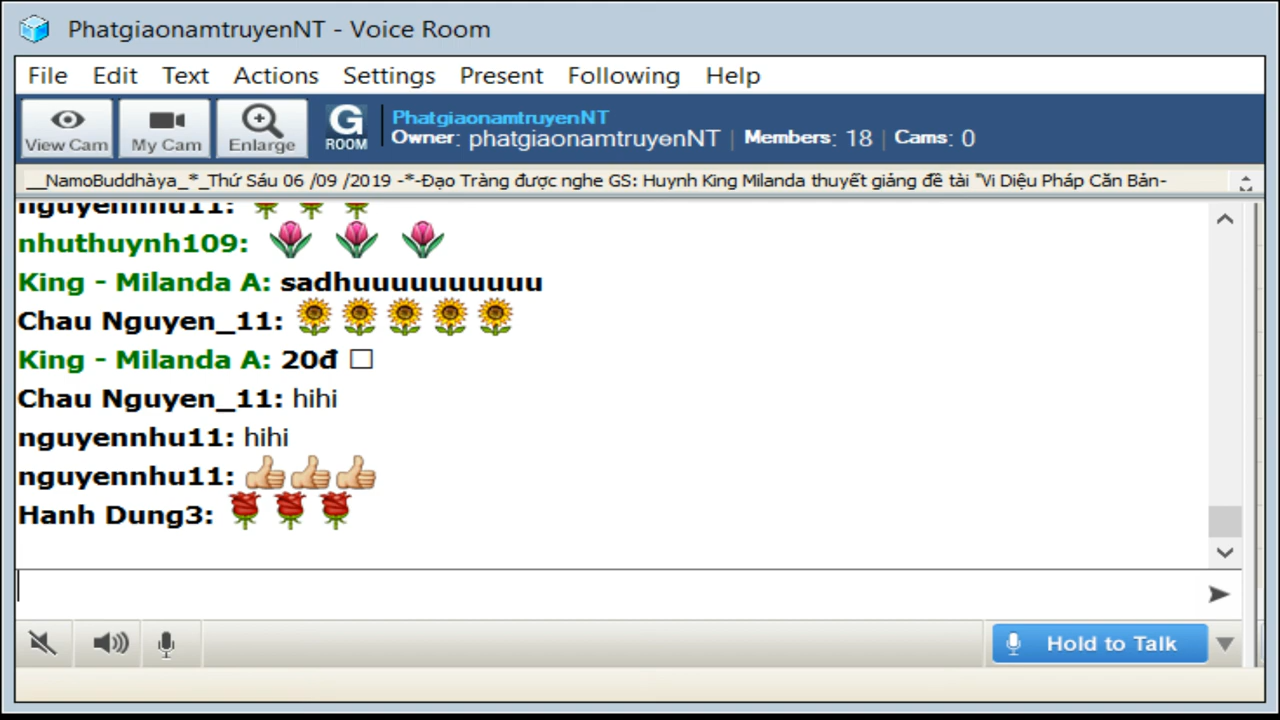 PhatgiaonamtruyenNT - Voice Room
File Edit Text Actions Settings Present Following Help
View Cam My Cam Enlarge G ROOM
PhatgiaonamtruyenNT
Owner: phatgiaonamtruyenNT | Members: 18 | Cams: 0
__NamoBuddhàya_*_Thứ Sáu 06 /09 /2019 -*-Đạo Tràng được nghe GS: Huynh King Milanda thuyết giảng đề tài "Vi Diệu Pháp Căn Bản-
nguyennhu11:
nhuthuynh109:
King - Milanda A: sadhuuuuuuuuuu
Chau Nguyen_11:
King - Milanda A: 20đ □
Chau Nguyen_11: hihi
nguyennhu11: hihi
nguyennhu11:
Hanh Dung3:
Hold to Talk